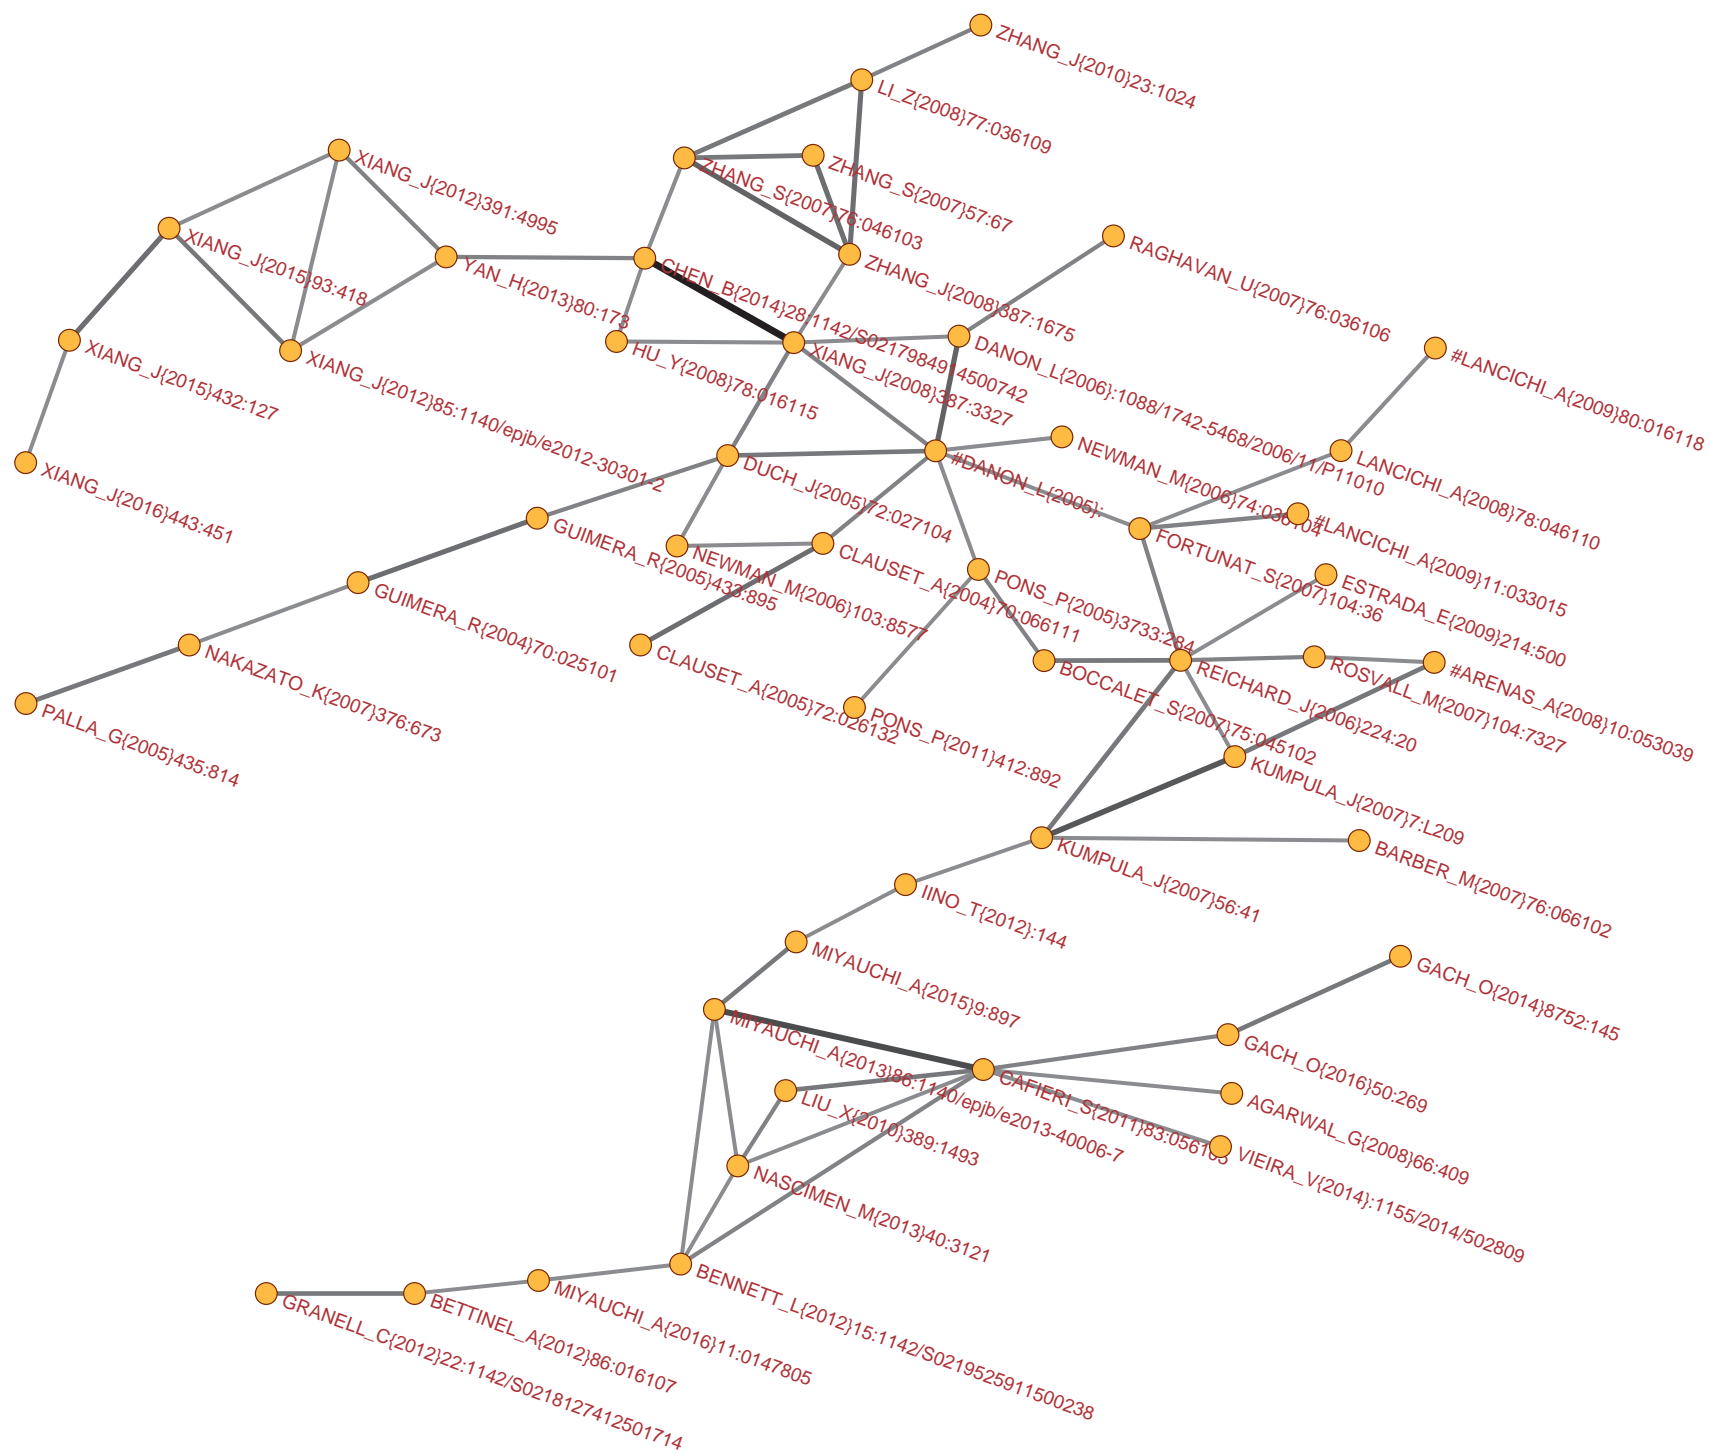 ZHANG_J{2010}23:1024
LI_Z{2008}77:036109
XIANG_J{2012}391:4995
ZHANG_S{2007}76:046103
ZHANG_S{2007}57:67
XIANG_J{2015}93:418
RAGHAVAN_U{2007}76:036106
YAN_H{2013}80:173
CHEN_B{2014}28:1142/S0217984914500742
ZHANG_J{2008}387:1675
XIANG_J{2015}432:127
XIANG_J{2012}85:1140/epjb/e2012-30301-2
HU_Y{2008}78:016115
XIANG_J{2008}387:3327
DANON_L{2006}:1088/1742-5468/2006/11/P11010
#LANCICHI_A{2009}80:016118
XIANG_J{2016}443:451
DUCH_J{2005}72:027104
#DANON_L{2005}:
NEWMAN_M{2006}74:036104
LANCICHI_A{2008}78:046110
GUIMERA_R{2005}433:895
NEWMAN_M{2006}103:8577
CLAUSET_A{2004}70:066111
FORTUNAT_S{2007}104:36
#LANCICHI_A{2009}11:033015
GUIMERA_R{2004}70:025101
PONS_P{2005}3733:284
ESTRADA_E{2009}214:500
NAKAZATO_K{2007}376:673
CLAUSET_A{2005}72:026132
BOCCALET_S{2007}75:045102
REICHARD_J{2006}224:20
ROSVALL_M{2007}104:7327
#ARENAS_A{2008}10:053039
PALLA_G{2005}435:814
PONS_P{2011}412:892
KUMPULA_J{2007}7:L209
KUMPULA_J{2007}56:41
BARBER_M{2007}76:066102
IINO_T{2012}:144
MIYAUCHI_A{2015}9:897
GACH_O{2014}8752:145
MIYAUCHI_A{2013}86:1140/epjb/e2013-40006-7
GACH_O{2016}50:269
CAFIERI_S{2011}83:056105
LIU_X{2010}389:1493
AGARWAL_G{2008}66:409
VIEIRA_V{2014}:1155/2014/502809
NASCIMEN_M{2013}40:3121
BENNETT_L{2012}15:1142/S0219525911500238
MIYAUCHI_A{2016}11:0147805
BETTINEL_A{2012}86:016107
GRANELL_C{2012}22:1142/S0218127412501714